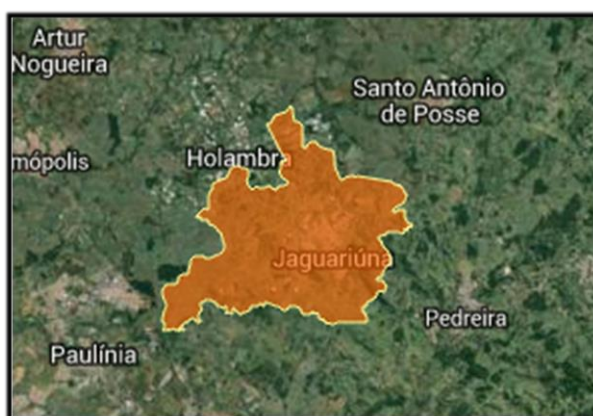 Artur
Nogueira
Santo Antônio
de Posse
mópolis
Holambra
Jaguariúna
Pedreira
Paulínia